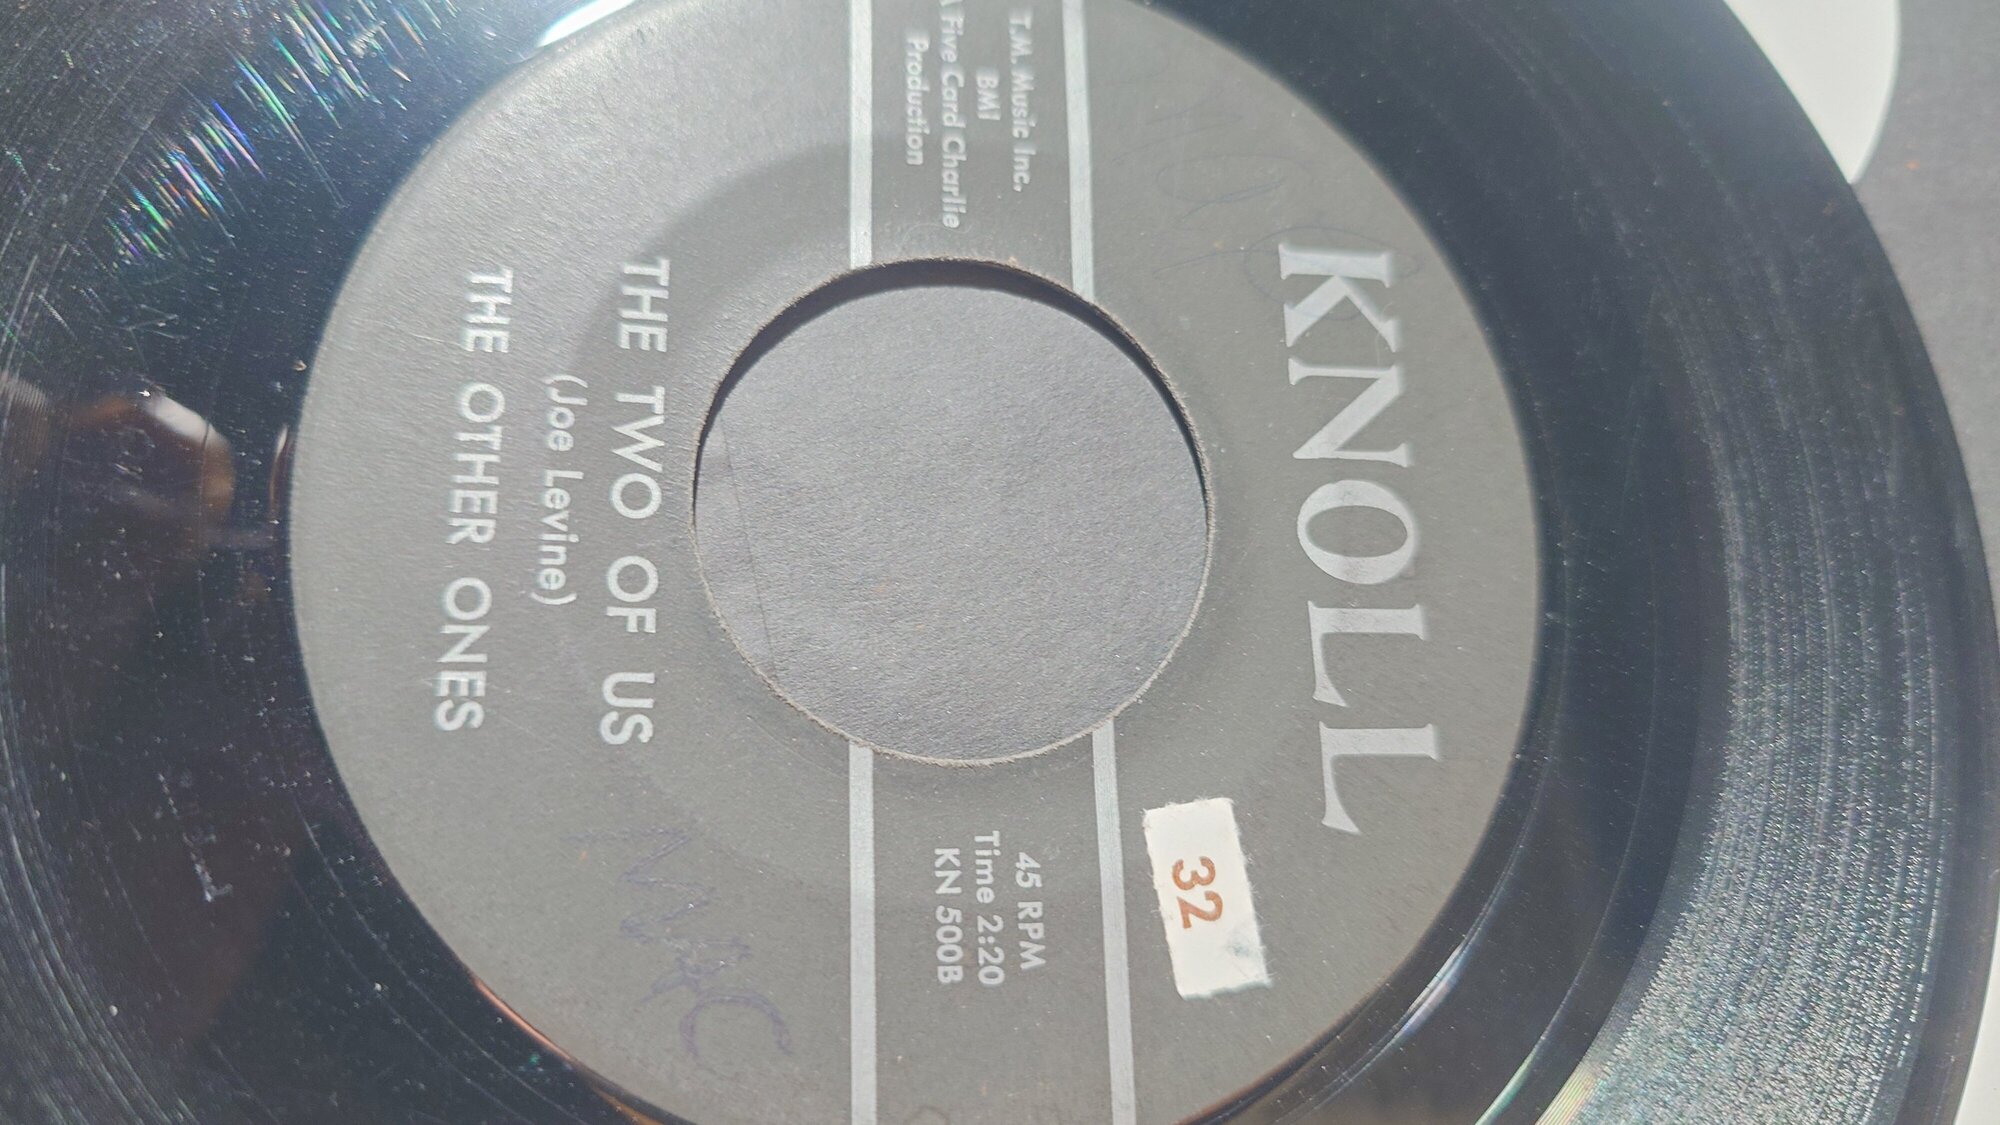 KNOLL
32
T.M. Music Inc.
BMI
A Five Card Charlie
Production
45 RPM
Time 2:20
KN 500B
THE TWO OF US
(Joe Levine)
THE OTHER ONES